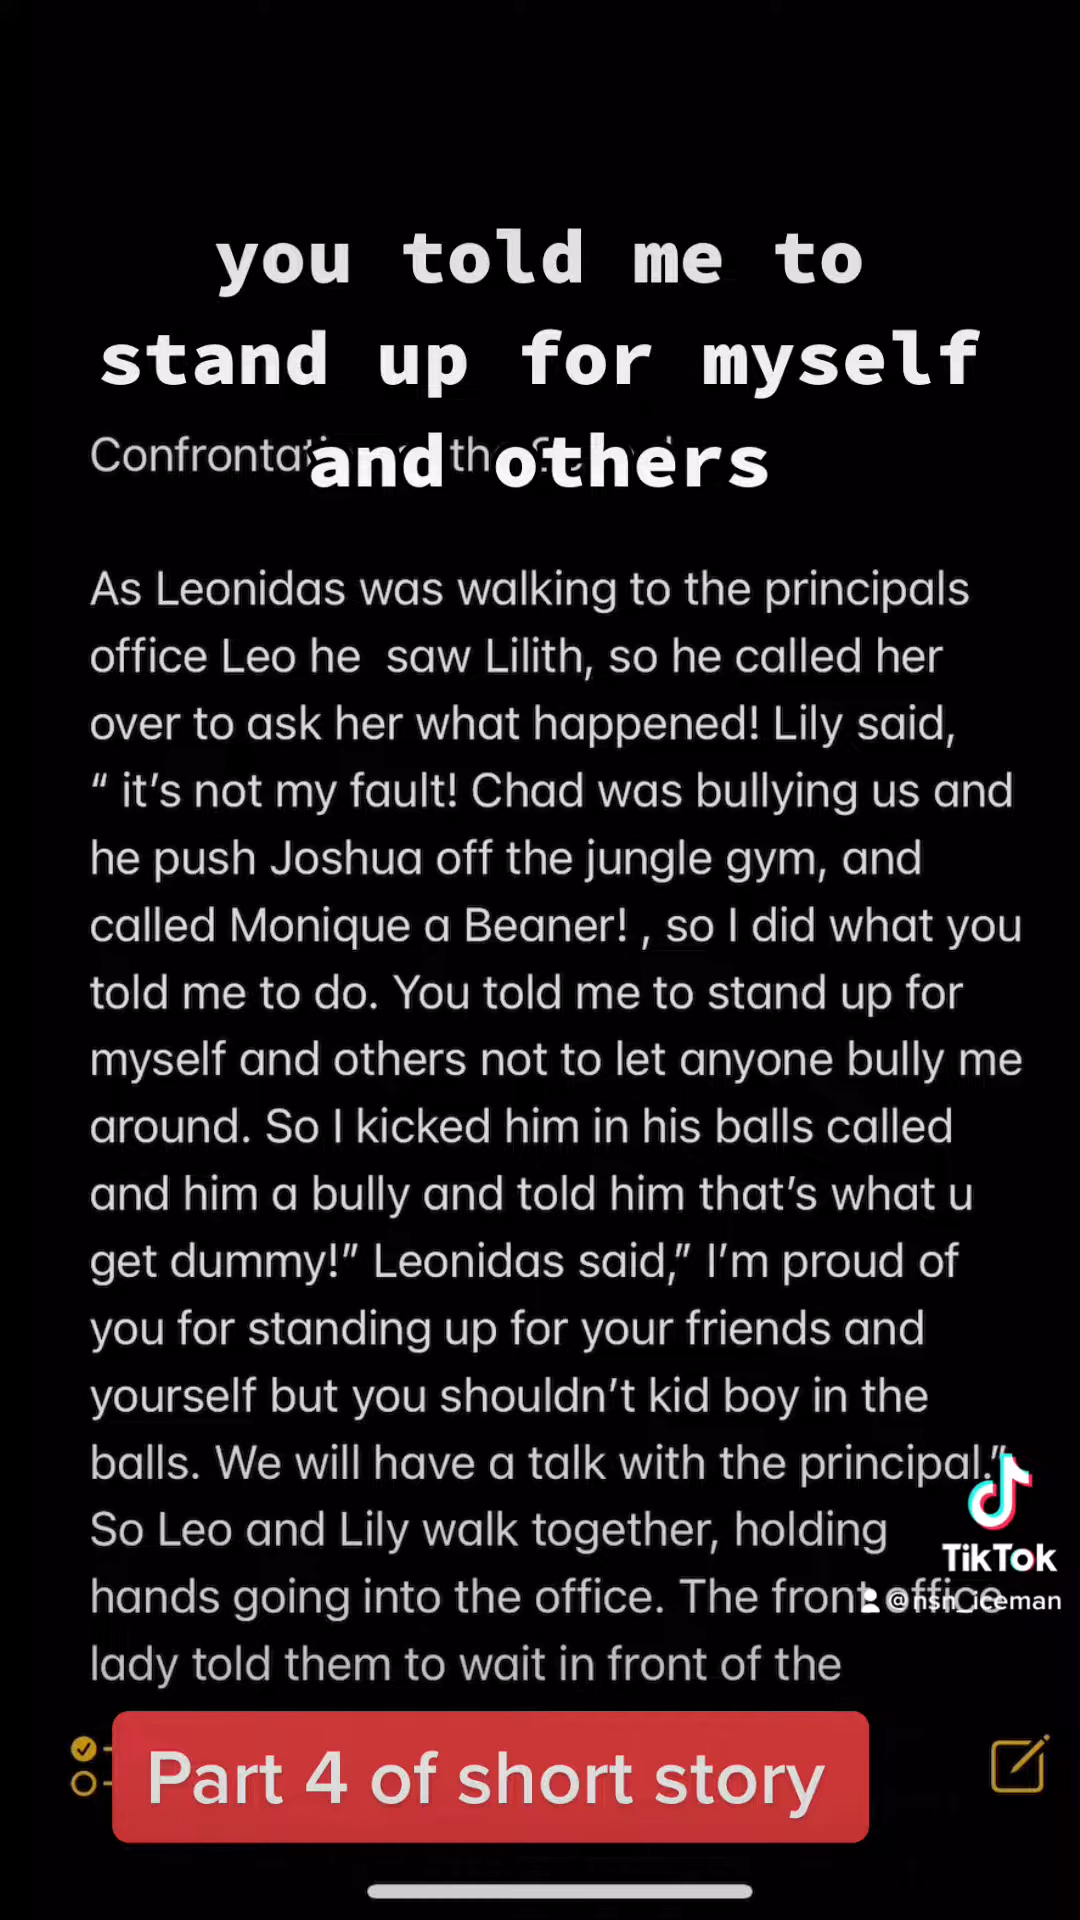 you told me to
stand up for myself
and others
As Leonidas was walking to the principals
office Leo he  saw Lilith, so he called her
over to ask her what happened! Lily said,
“ it’s not my fault! Chad was bullying us and
he push Joshua off the jungle gym, and
called Monique a Beaner! , so I did what you
told me to do. You told me to stand up for
myself and others not to let anyone bully me
around. So I kicked him in his balls called
and him a bully and told him that’s what u
get dummy!” Leonidas said,” I’m proud of
you for standing up for your friends and
yourself but you shouldn’t kid boy in the
balls. We will have a talk with the principal.”
So Leo and Lily walk together, holding
hands going into the office. The front office
lady told them to wait in front of the
TikTok
@nsn_iceman
Part 4 of short story